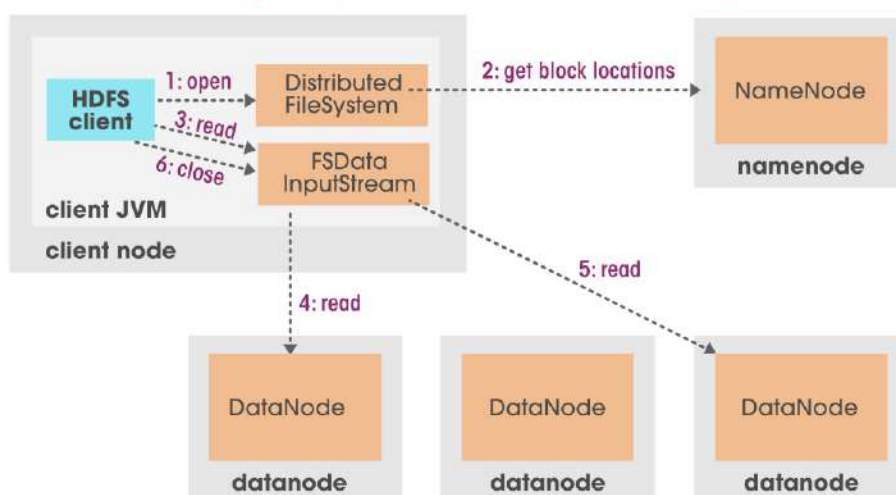 1: open
Distributed
FileSystem
2: get block locations
NameNode
namenode
HDFS
client
3: read
6: close
FSData
InputStream
client JVM
client node
4: read
5: read
DataNode
DataNode
DataNode
datanode
datanode
datanode